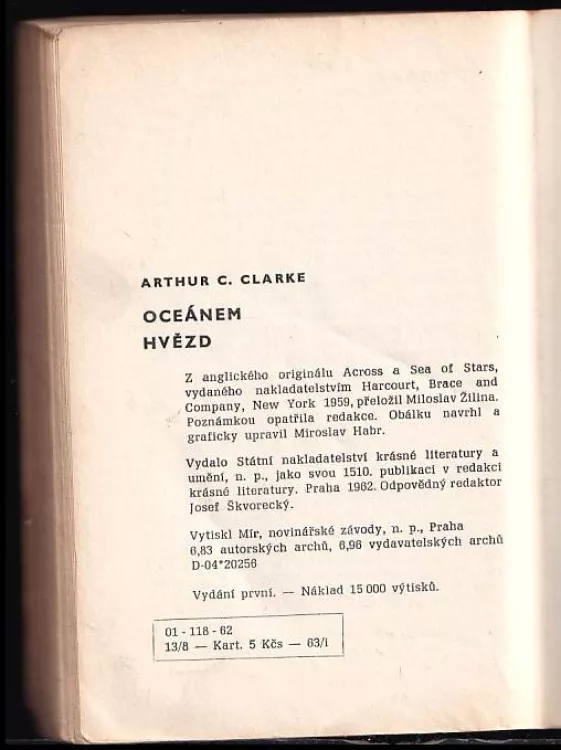 ARTHUR C. CLARKE
OCEÁNEM
HVĚZD
Z anglického originálu Across a Sea of Stars,
vydaného nakladatelstvím Harcourt, Brace and
Company, New York 1959, přeložil Miloslav Žilina.
Poznámkou opatřila redakce. Obálku navrhl a
graficky upravil Miroslav Habr.
Vydalo Státní nakladatelství krásné literatury a
umění, n. p., jako svou 1510. publikaci v redakci
krásné literatury. Praha 1962. Odpovědný redaktor
Josef Škvorecký.
Vytiskl Mír, novinářské závody, n. p., Praha
6,83 autorských archů, 6,96 vydavatelských archů
D-04*20256
Vydání první. — Náklad 15 000 výtisků.
01 - 118 - 62
13/8 — Kart. 5 Kčs — 63/I